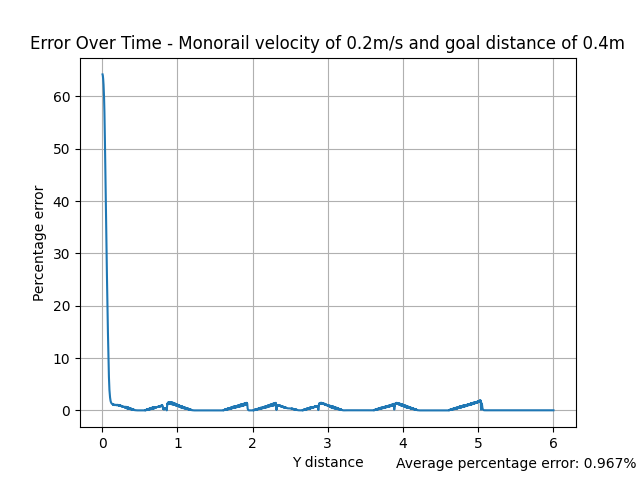 Error Over Time - Monorail velocity of 0.2m/s and goal distance of 0.4m
Percentage error
60
50
40
30
20
10
0
0 1 2 3 4 5 6
Y distance
Average percentage error: 0.967%